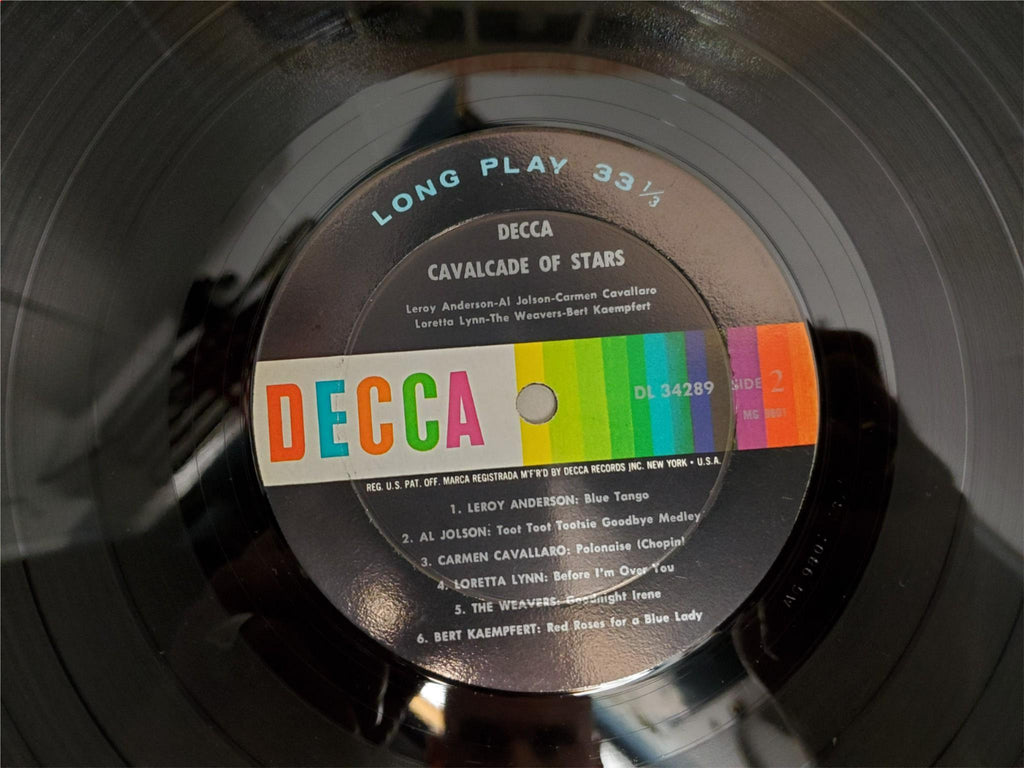 LONG PLAY 33 1/3
DECCA
CAVALCADE OF STARS
Leroy Anderson-Al Jolson-Carmen Cavallaro
Loretta Lynn-The Weavers-Bert Kaempfert
DECCA
DL 34289
SIDE 2
MG
REG. U.S. PAT. OFF. MARCA REGISTRADA M'F'R'D BY DECCA RECORDS INC. NEW YORK • U.S.A.
1. LEROY ANDERSON: Blue Tango
2. AL JOLSON: Toot Toot Tootsie Goodbye Medley
3. CARMEN CAVALLARO: Polonaise (Chopin)
4. LORETTA LYNN: Before I'm Over You
5. THE WEAVERS: Goodnight Irene
6. BERT KAEMPFERT: Red Roses for a Blue Lady